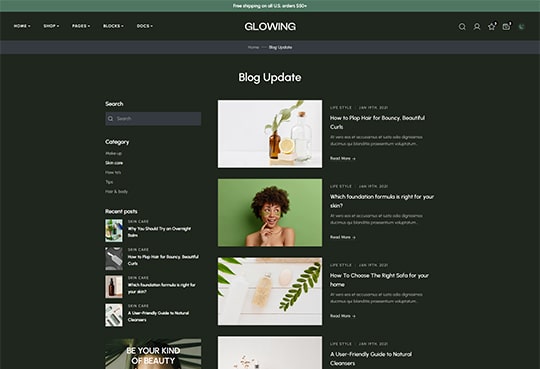 Free shipping on all U.S. orders $50+
HOME
SHOP
PAGES
BLOCKS
DOCS
GLOWING
Home
Blog Update
Blog Update
Search
Search
Category
Make-up
Skin care
How to's
Tips
Hair & body
Recent posts
SKIN CARE
Why You Should Try an Overnight
Balm
SKIN CARE
How to Plop Hair for Bouncy, Beautiful
Curls
SKIN CARE
Which foundation formula is right for
your skin?
SKIN CARE
A User-Friendly Guide to Natural
Cleansers
BE YOUR KIND
OF BEAUTY
LIFE STYLE | JAN 19TH, 2021
How to Plop Hair for Bouncy, Beautiful
Curls
At vero eos et accusamus et iusto odio dignissimos
ducimus qui blanditiis praesentium voluptatum...
Read More →
LIFE STYLE | JAN 19TH, 2021
Which foundation formula is right for your
skin?
At vero eos et accusamus et iusto odio dignissimos
ducimus qui blanditiis praesentium voluptatum...
Read More →
LIFE STYLE | JAN 19TH, 2021
How To Choose The Right Sofa for your
home
At vero eos et accusamus et iusto odio dignissimos
ducimus qui blanditiis praesentium voluptatum...
Read More →
LIFE STYLE | JAN 19TH, 2021
A User-Friendly Guide to Natural
Cleansers